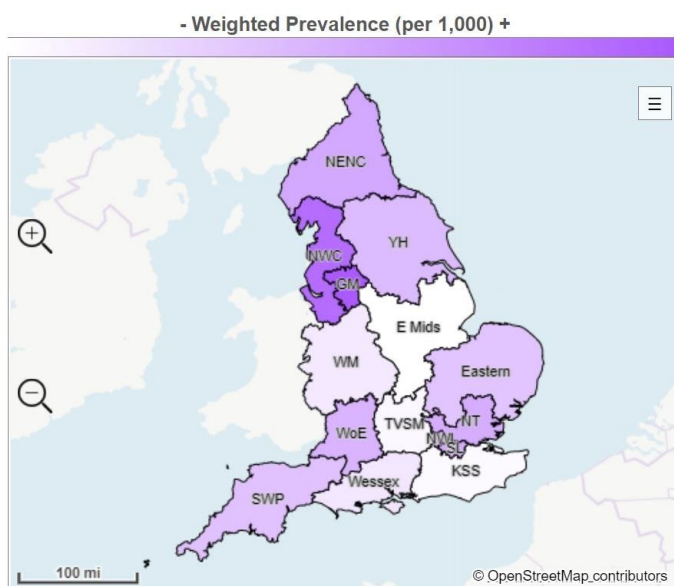 - Weighted Prevalence (per 1,000) +
NENC
YH
NWC
GM
E Mids
WM
Eastern
NT
TVSM
WoE
NWL
SL
KSS
Wessex
SWP
100 mi
© OpenStreetMap contributors